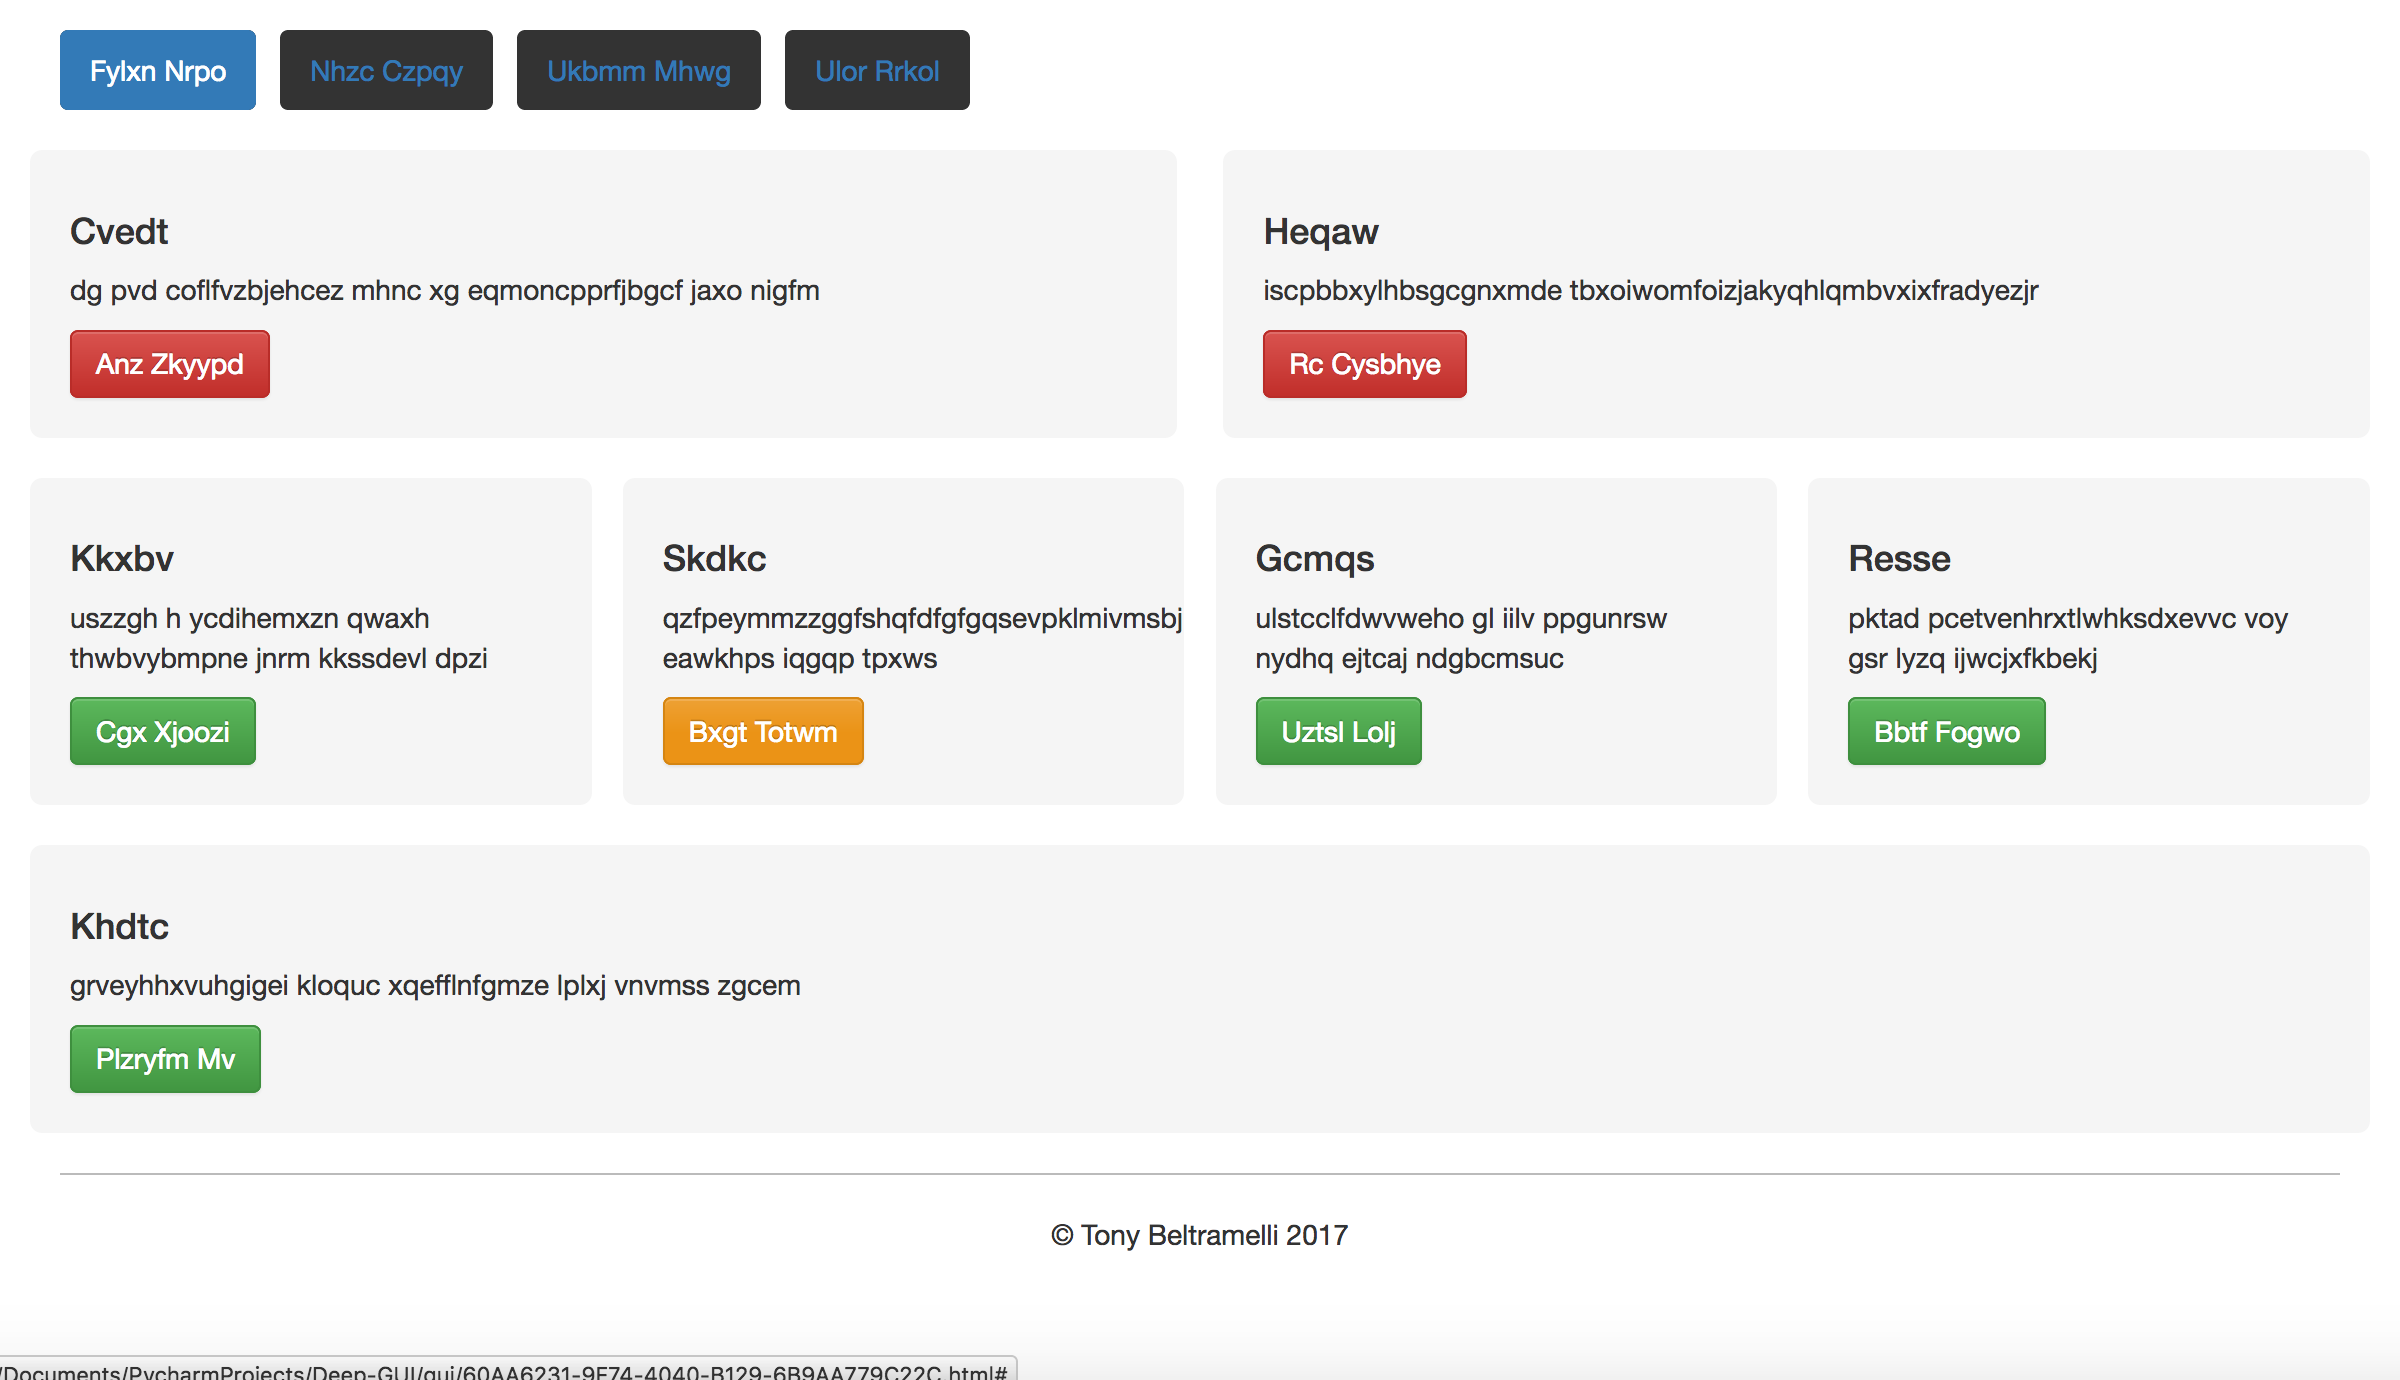 Fylxn Nrpo
Nhzc Czpqy
Ukbmm Mhwg
Ulor Rrkol
Cvedt
dg pvd coflfvzbjehcez mhnc xg eqmoncpprfjbgcf jaxo nigfm
Anz Zkyypd
Heqaw
iscpbbxylhbsgcgnxmde tbxoiwomfoizjakyqhlqmbvxixfradyezjr
Rc Cysbhye
Kkxbv
uszzgh h ycdihemxzn qwaxh
thwbvybmpne jnrm kkssdevl dpzi
Cgx Xjoozi
Skdkc
qzfpeymmzzggfshqfdfgfgqsevpklmivmsbj
eawkhps iqgqp tpxws
Bxgt Totwm
Gcmqs
ulstcclfdwvweho gl iilv ppgunrsw
nydhq ejtcaj ndgbcmsuc
Uztsl Lolj
Resse
pktad pcetvenhrxtlwhksdxevvc voy
gsr lyzq ijwcjxfkbekj
Bbtf Fogwo
Khdtc
grveyhhxvuhgigei kloquc xqefflnfgmze lplxj vnvmss zgcem
Plzryfm Mv
© Tony Beltramelli 2017
/Documents/PycharmProjects/Deep-GUI/gui/60AA6231-9F74-4040-B129-6B9AA779C22C.html#